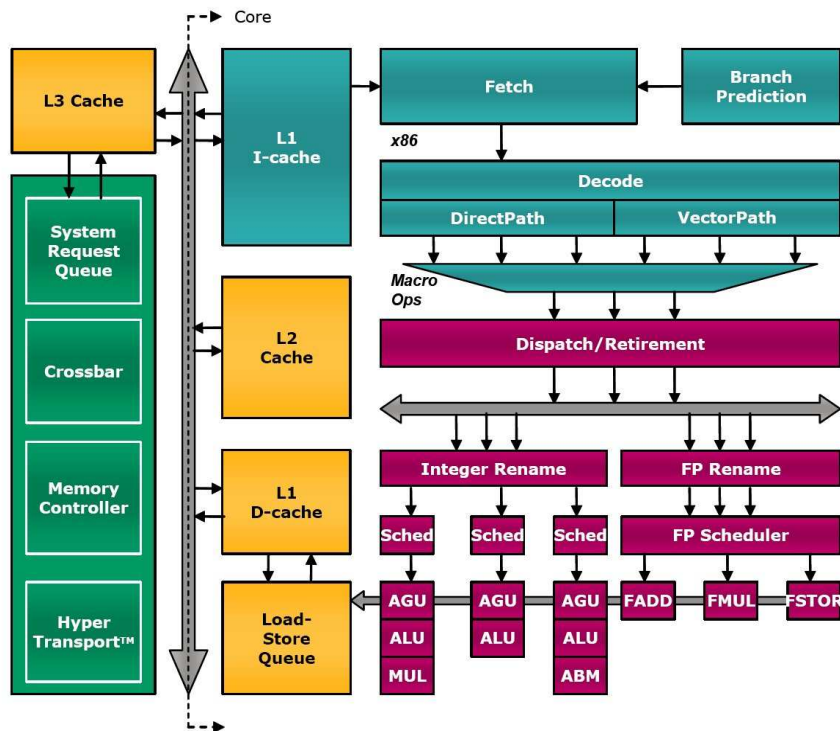 Core
L3 Cache
L1
I-cache
Fetch
Branch
Prediction
x86
Decode
DirectPath
VectorPath
System
Request
Queue
Macro
Ops
L2
Cache
Dispatch/Retirement
Crossbar
Memory
Controller
L1
D-cache
Integer Rename
FP Rename
Sched
Sched
Sched
FP Scheduler
Hyper
Transport™
Load-
Store
Queue
AGU
ALU
MUL
AGU
ALU
AGU
ALU
ABM
FADD
FMUL
FSTOR